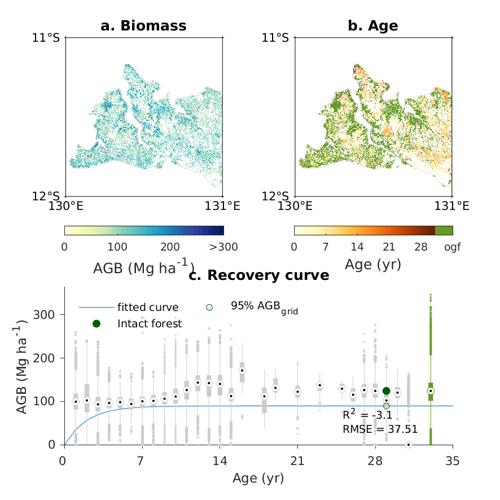 a. Biomass
b. Age
11°S
11°S
12°S
12°S
130°E
131°E
130°E
131°E
0
100
200
>300
0
7
14
21
28
ogf
AGB (Mg ha⁻¹)
Age (yr)
c. Recovery curve
fitted curve
95% AGB_grid
Intact forest
300
200
100
0
AGB (Mg ha⁻¹)
R² = -3.1
RMSE = 37.51
0
7
14
21
28
35
Age (yr)